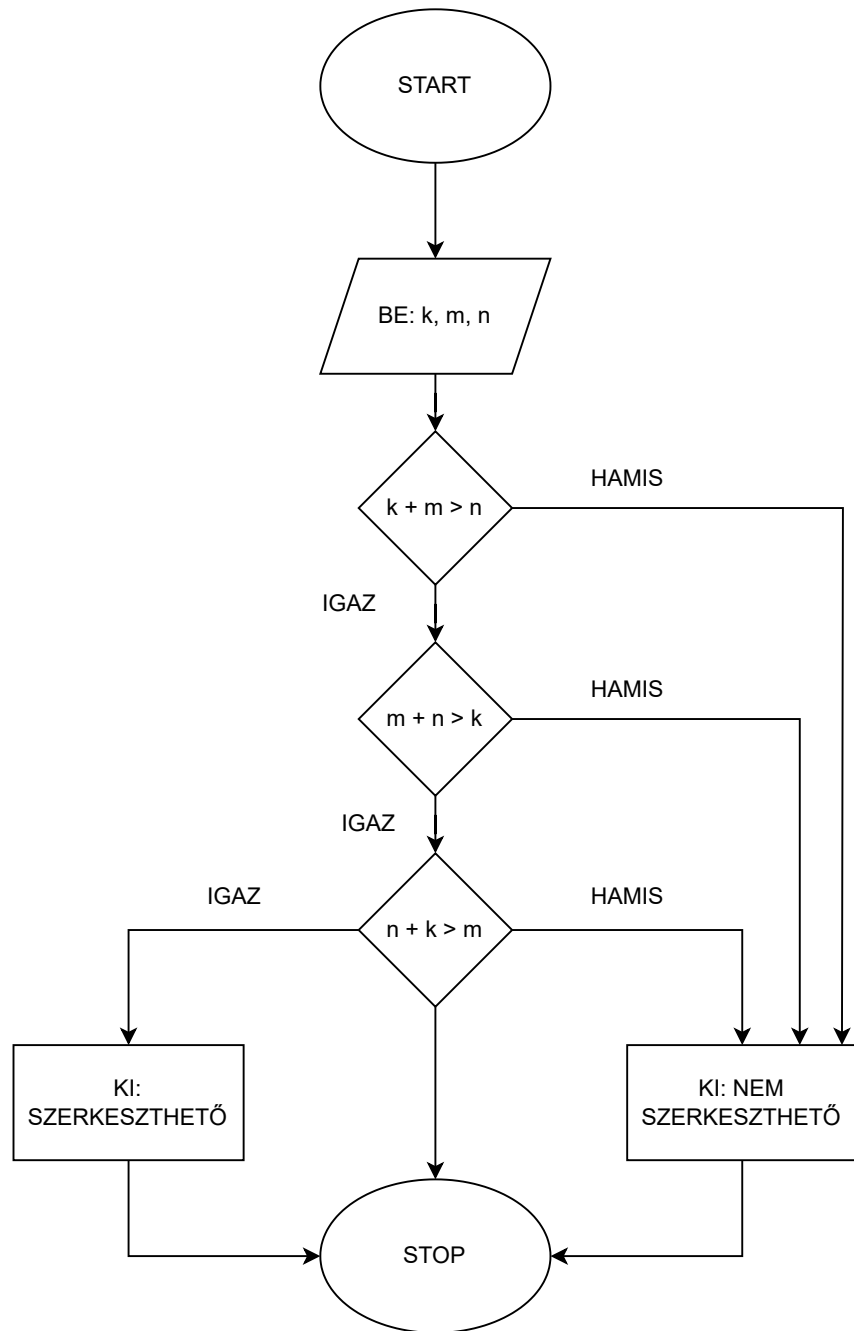 START
BE: k, m, n
HAMIS
k + m > n
IGAZ
HAMIS
m + n > k
IGAZ
IGAZ
HAMIS
n + k > m
KI:
SZERKESZTHETŐ
KI: NEM
SZERKESZTHETŐ
STOP